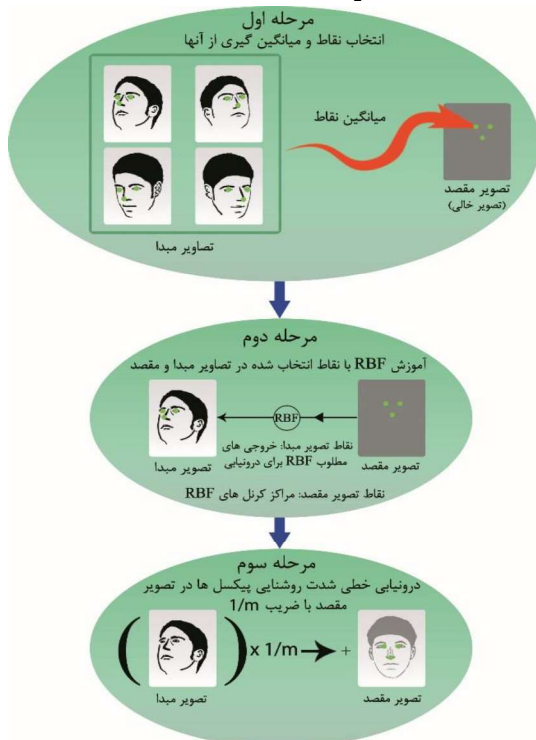 مرحله اول
انتخاب نقاط و میانگین گیری از آنها
میانگین نقاط
تصویر مقصد
(تصویر خالی)
تصاویر مبدا
مرحله دوم
آموزش RBF با نقاط انتخاب شده در تصاویر مبدا و مقصد
RBF
نقاط تصویر مبدا: خروجی های
مطلوب RBF برای درونیابی
تصویر مقصد
تصویر مبدا
نقاط تصویر مقصد: مراکز کرنل های RBF
مرحله سوم
درونیابی خطی شدت روشنایی پیکسل ها در تصویر
مقصد با ضریب 1/m
( ) x 1/m +
تصویر مبدا
تصویر مقصد